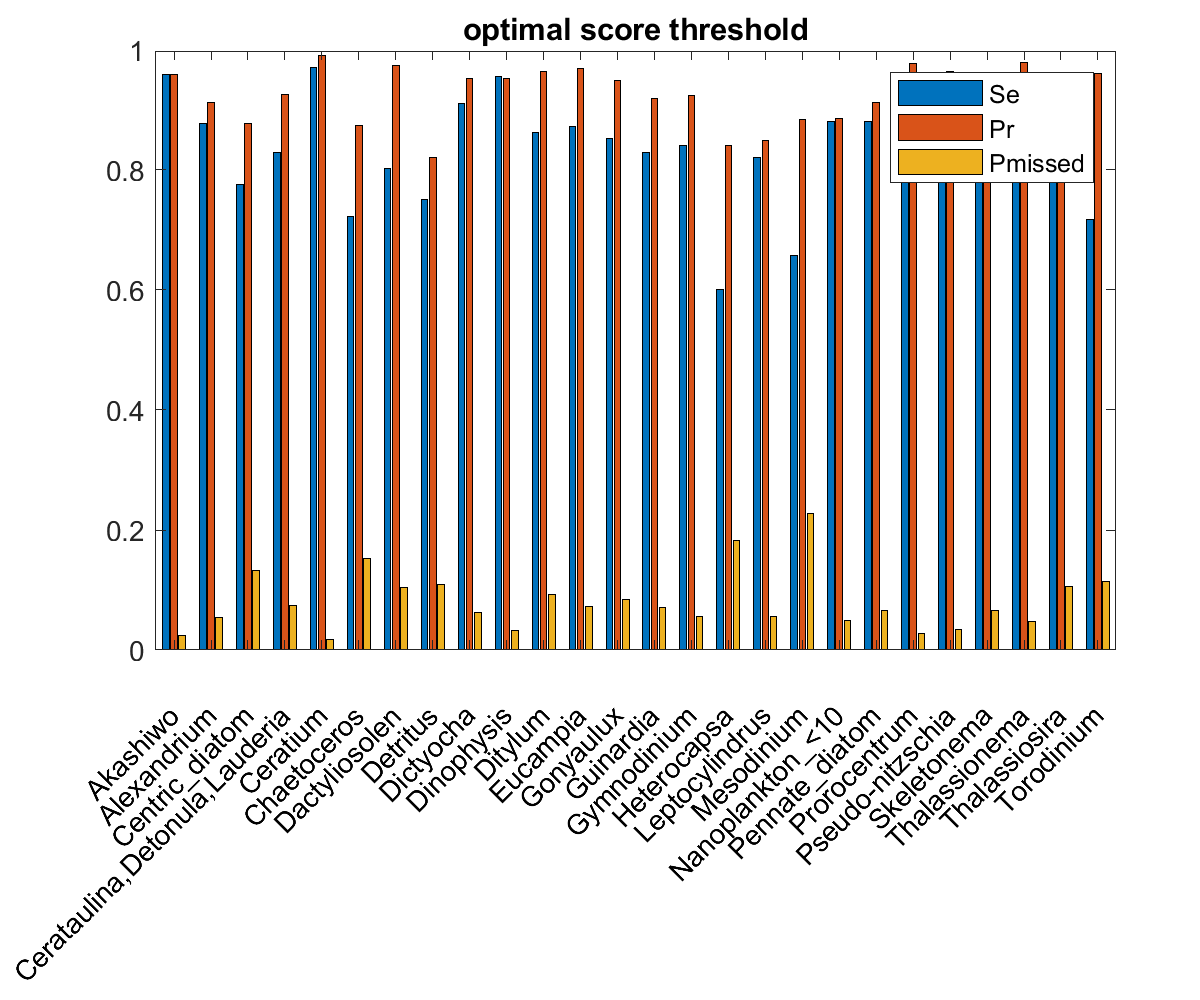 optimal score threshold
1
0.8
0.6
0.4
0.2
0
Se
Pr
Pmissed
Akashiwo
Alexandrium
Centric_diatom
Cerataulina,Detonula,Lauderia
Ceratium
Chaetoceros
Dactyliosolen
Detritus
Dictyocha
Dinophysis
Ditylum
Eucampia
Gonyaulux
Guinardia
Gymnodinium
Heterocapsa
Leptocylindrus
Mesodinium
Nanoplankton_<10
Pennate_diatom
Prorocentrum
Pseudo-nitzschia
Skeletonema
Thalassionema
Thalassiosira
Torodinium